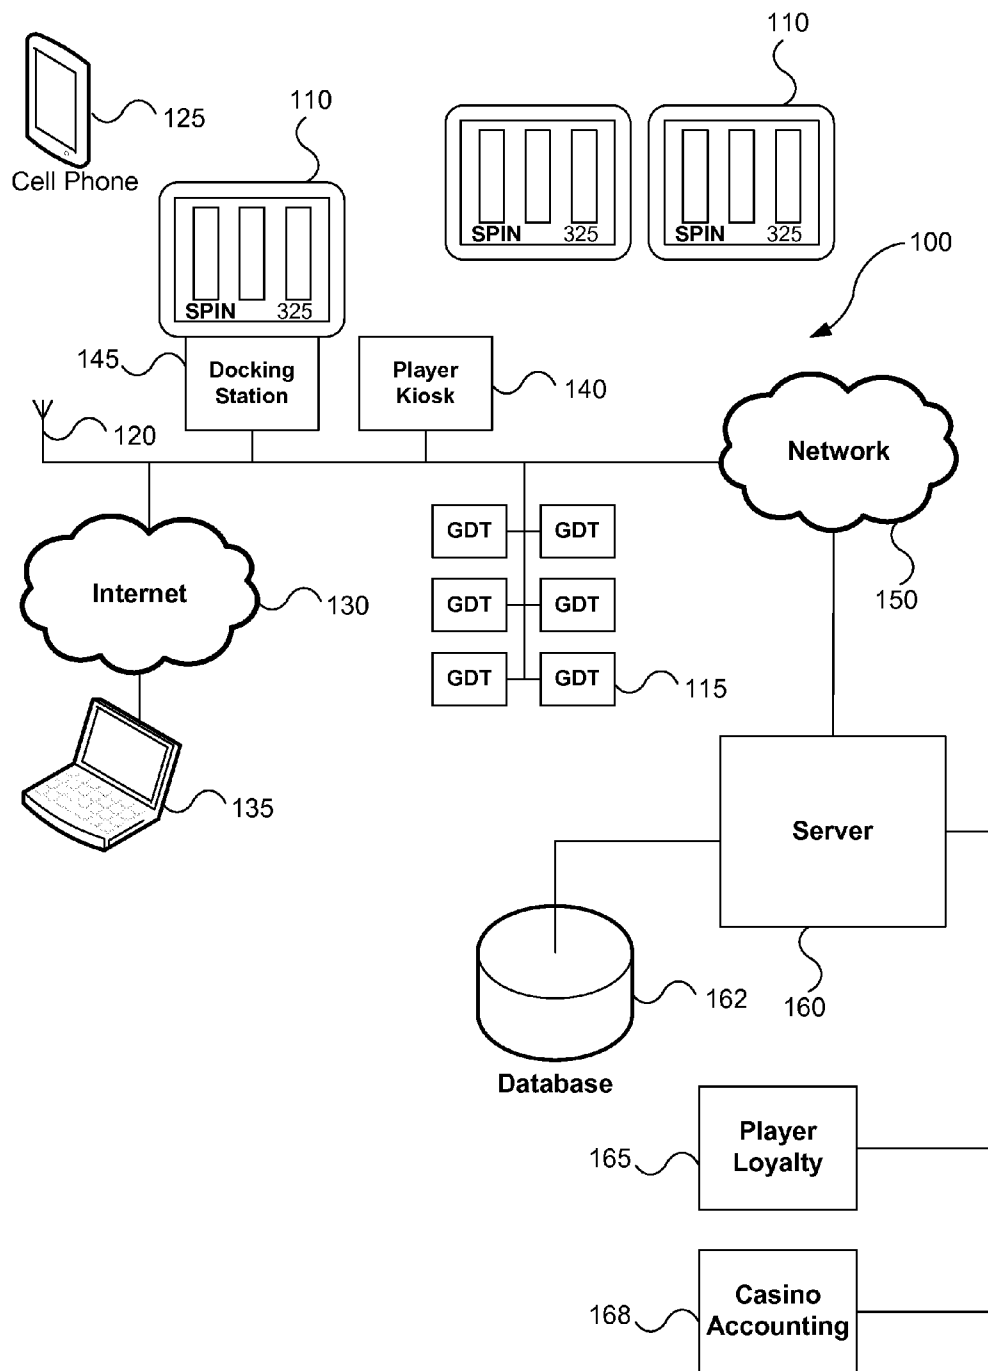 110
110
125
Cell Phone
SPIN 325
SPIN 325
SPIN 325
100
145
Docking
Station
Player
Kiosk
140
120
Network
150
Internet
130
GDT
GDT
GDT
GDT
GDT
GDT
115
135
Server
160
162
Database
165
Player
Loyalty
168
Casino
Accounting